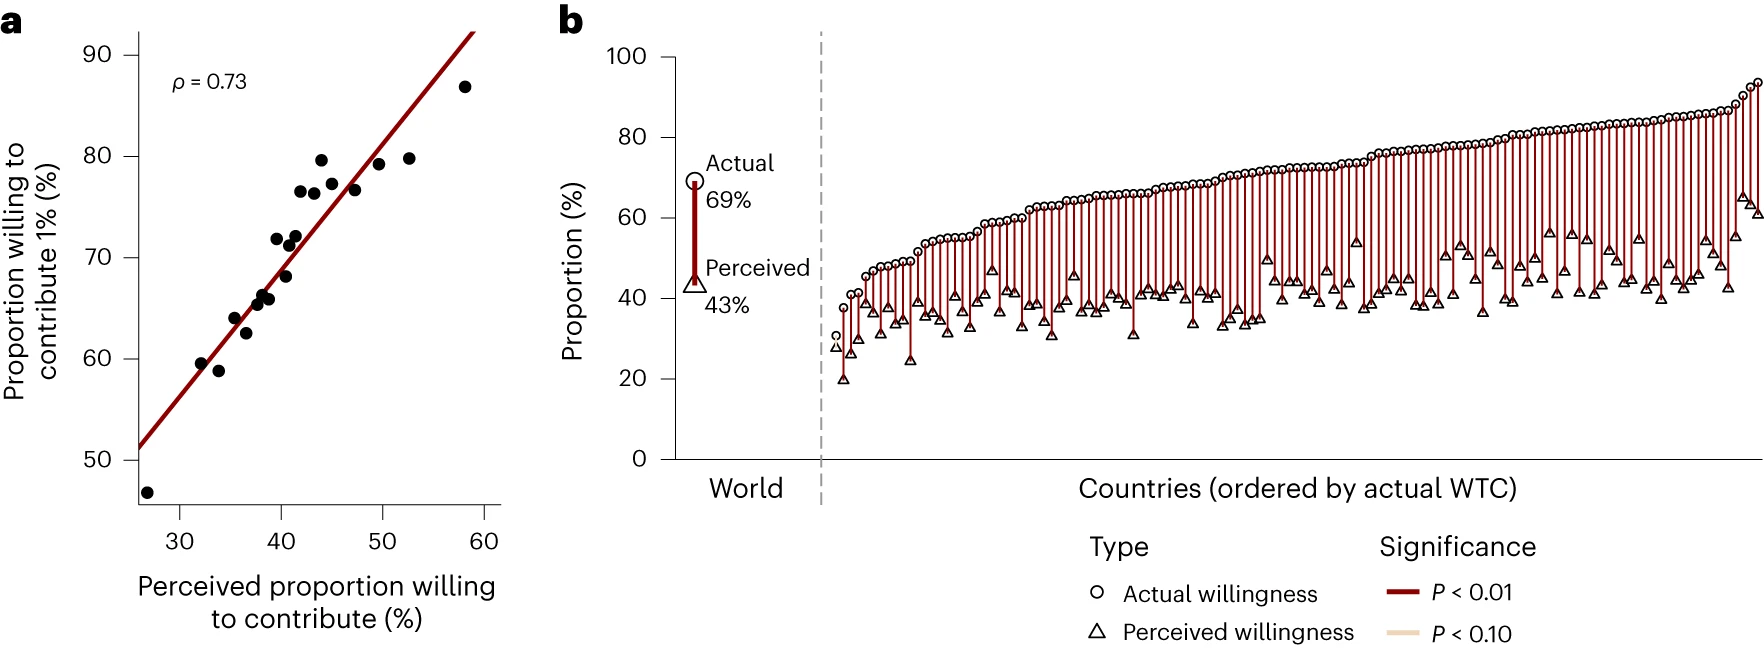 a
90
80
70
60
50
ρ = 0.73
Proportion willing to
contribute 1% (%)
30 40 50 60
Perceived proportion willing
to contribute (%)
b
100
80
60
40
20
0
Proportion (%)
Actual
69%
Perceived
43%
World
Countries (ordered by actual WTC)
Type
Actual willingness
Perceived willingness
Significance
P < 0.01
P < 0.10